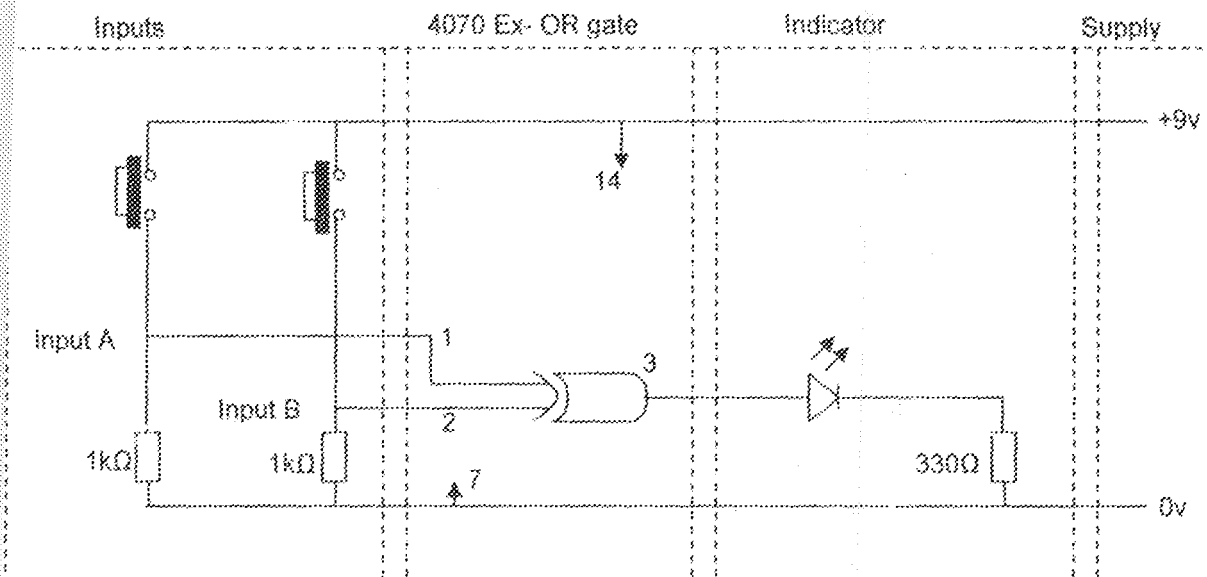 Inputs
4070 Ex- OR gate
Indicator
Supply
+9v
14
Input A
1
3
Input B
2
1kΩ
1kΩ
7
330Ω
0v